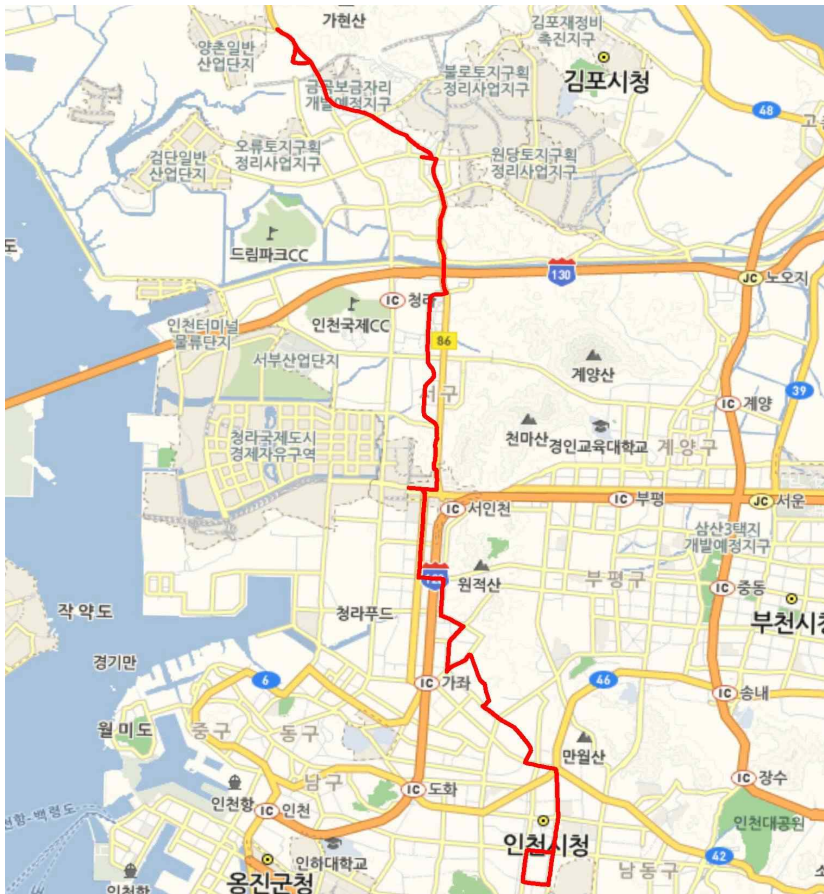 가현산
김포재정비
촉진지구
양촌일반
산업단지
불로토지구획
정리사업지구
김포시청
개발예정지구
48
오류토지구획
정리사업지구
원당토지구획
정리사업지구
검단일반
산업단지
도
드림파크CC
130
JC 노오지
IC 청라
인천국제CC
인천터미널
물류단지
86
서부산업단지
계양산
39
서구
IC 계양
천마산
경인교육대학교
계양구
청라국제도시
경제자유구역
IC 서인천
IC 부평
JC 서운
삼산3택지
개발예정지구
원적산
부평구
IC 중동
작약도
청라푸드
부천시청
경기만
6
IC 가좌
46
IC 송내
월미도
중구
동구
만월산
남구
IC 도화
IC 장수
인천항
IC 인천
인천시청
인천대공원
천항-백령도
인하대학교
남동구
42
옹진군청
인천항